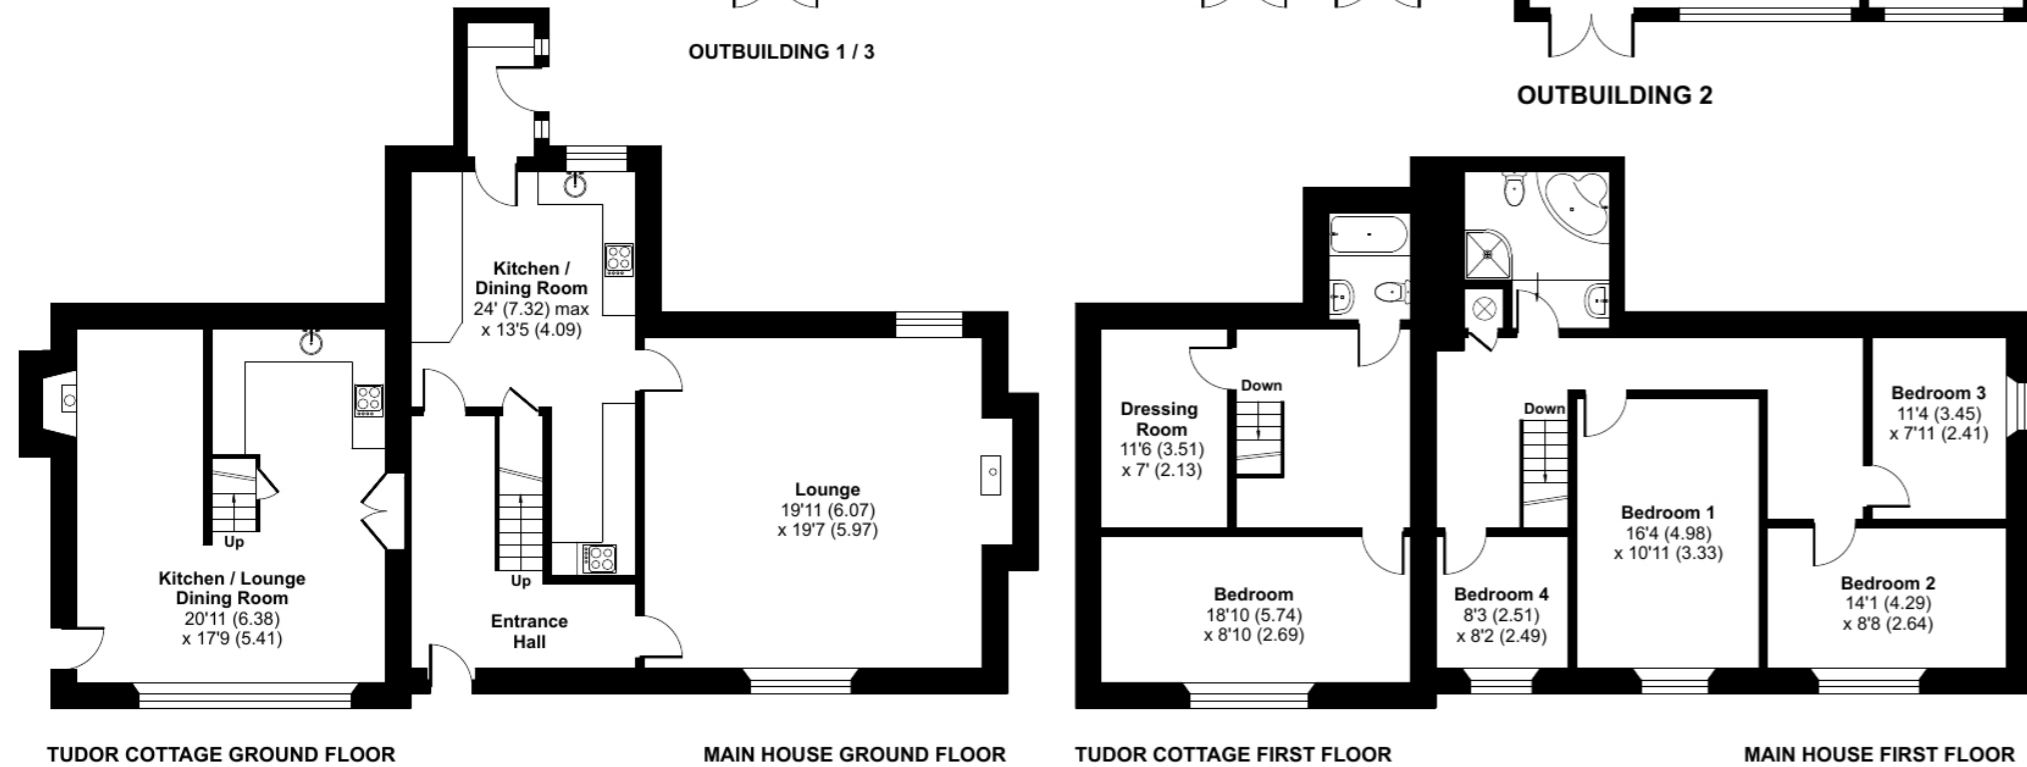 OUTBUILDING 1 / 3
OUTBUILDING 2
Kitchen /
Dining Room
24' (7.32) max
x 13'5 (4.09)
Up
Kitchen / Lounge
Dining Room
20'11 (6.38)
x 17'9 (5.41)
Up
Entrance
Hall
Lounge
19'11 (6.07)
x 19'7 (5.97)
Dressing
Room
11'6 (3.51)
x 7' (2.13)
Down
Bedroom
18'10 (5.74)
x 8'10 (2.69)
Down
Bedroom 4
8'3 (2.51)
x 8'2 (2.49)
Bedroom 1
16'4 (4.98)
x 10'11 (3.33)
Bedroom 3
11'4 (3.45)
x 7'11 (2.41)
Bedroom 2
14'1 (4.29)
x 8'8 (2.64)
TUDOR COTTAGE GROUND FLOOR
MAIN HOUSE GROUND FLOOR
TUDOR COTTAGE FIRST FLOOR
MAIN HOUSE FIRST FLOOR